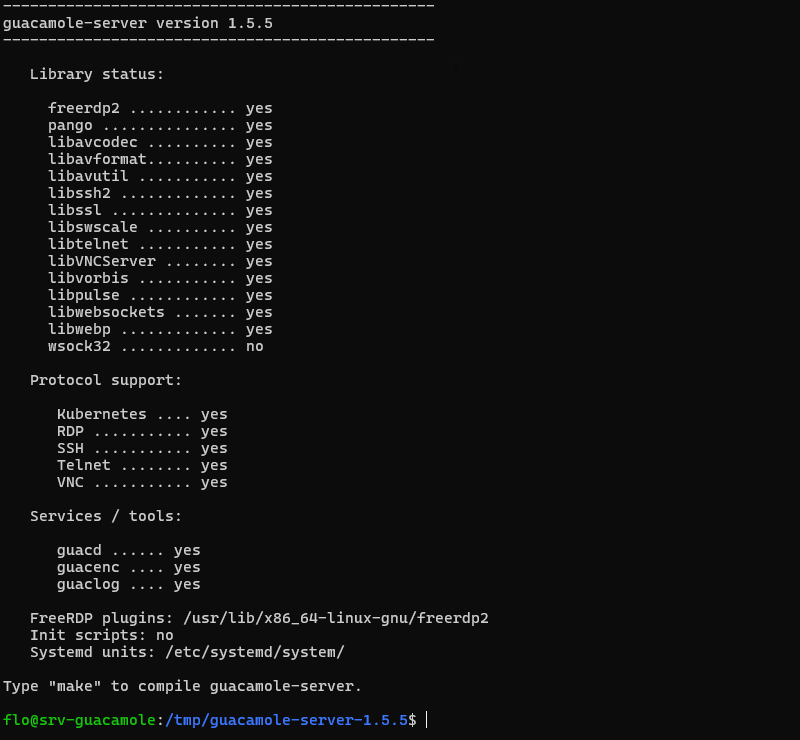 ------------------------------------------------
guacamole-server version 1.5.5
------------------------------------------------

   Library status:

     freerdp2 ............ yes
     pango ............... yes
     libavcodec .......... yes
     libavformat.......... yes
     libavutil ........... yes
     libssh2 ............. yes
     libssl .............. yes
     libswscale .......... yes
     libtelnet ........... yes
     libVNCServer ........ yes
     libvorbis ........... yes
     libpulse ............ yes
     libwebsockets ....... yes
     libwebp ............. yes
     wsock32 ............. no

   Protocol support:

      Kubernetes .... yes
      RDP ........... yes
      SSH ........... yes
      Telnet ........ yes
      VNC ........... yes

   Services / tools:

      guacd ...... yes
      guacenc .... yes
      guaclog .... yes

   FreeRDP plugins: /usr/lib/x86_64-linux-gnu/freerdp2
   Init scripts: no
   Systemd units: /etc/systemd/system/

Type "make" to compile guacamole-server.

flo@srv-guacamole:/tmp/guacamole-server-1.5.5$